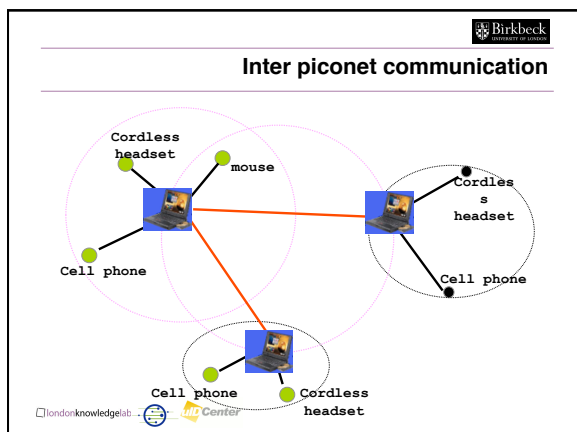 Birkbeck
UNIVERSITY OF LONDON
Inter piconet communication
Cordless
headset
mouse
Cell phone
Cordles
s
headset
Cell phone
Cell phone
Cordless
headset
londonknowledgelab
uIDCenter